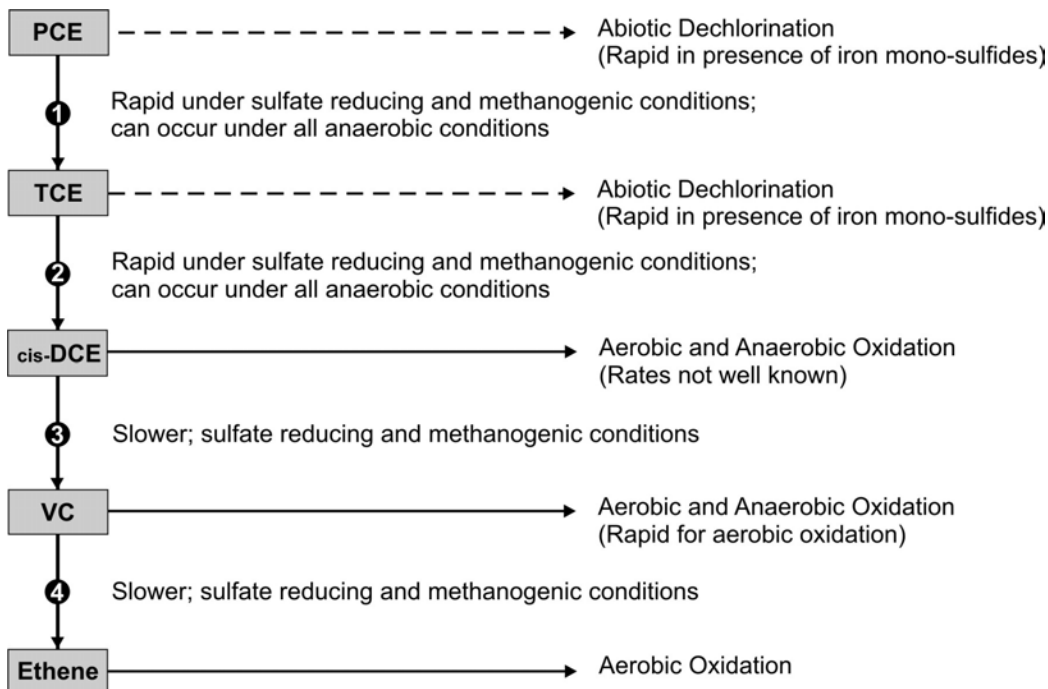 PCE
Abiotic Dechlorination
(Rapid in presence of iron mono-sulfides)
1
Rapid under sulfate reducing and methanogenic conditions;
can occur under all anaerobic conditions
TCE
Abiotic Dechlorination
(Rapid in presence of iron mono-sulfides)
2
Rapid under sulfate reducing and methanogenic conditions;
can occur under all anaerobic conditions
cis-DCE
Aerobic and Anaerobic Oxidation
(Rates not well known)
3
Slower; sulfate reducing and methanogenic conditions
VC
Aerobic and Anaerobic Oxidation
(Rapid for aerobic oxidation)
4
Slower; sulfate reducing and methanogenic conditions
Ethene
Aerobic Oxidation